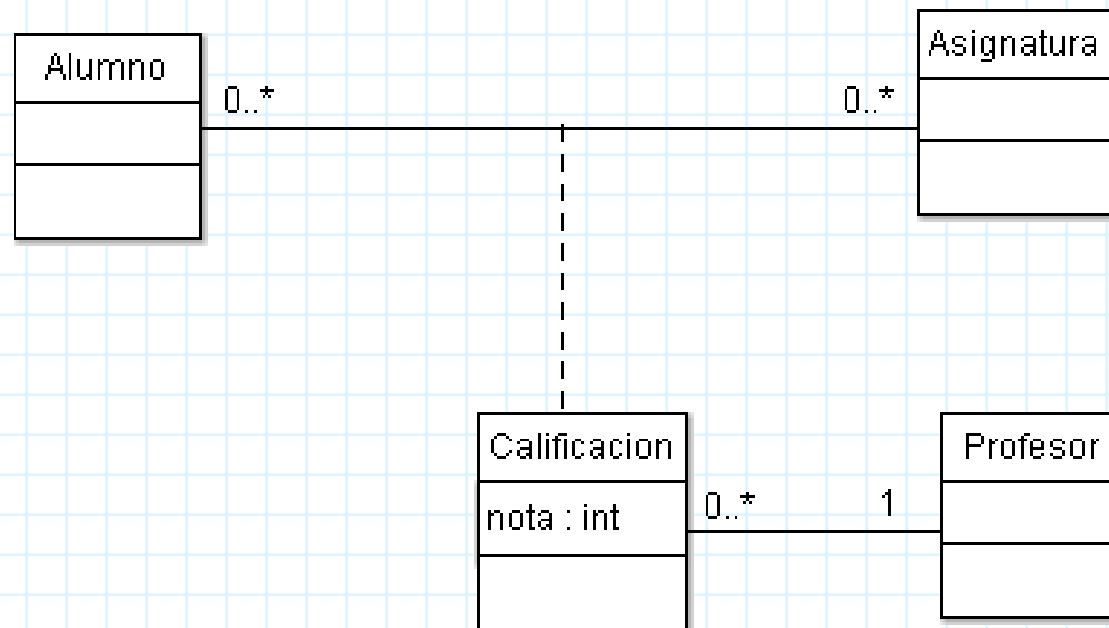 Alumno
Asignatura
0..*
0..*
Calificacion
Profesor
nota : int
0..*
1